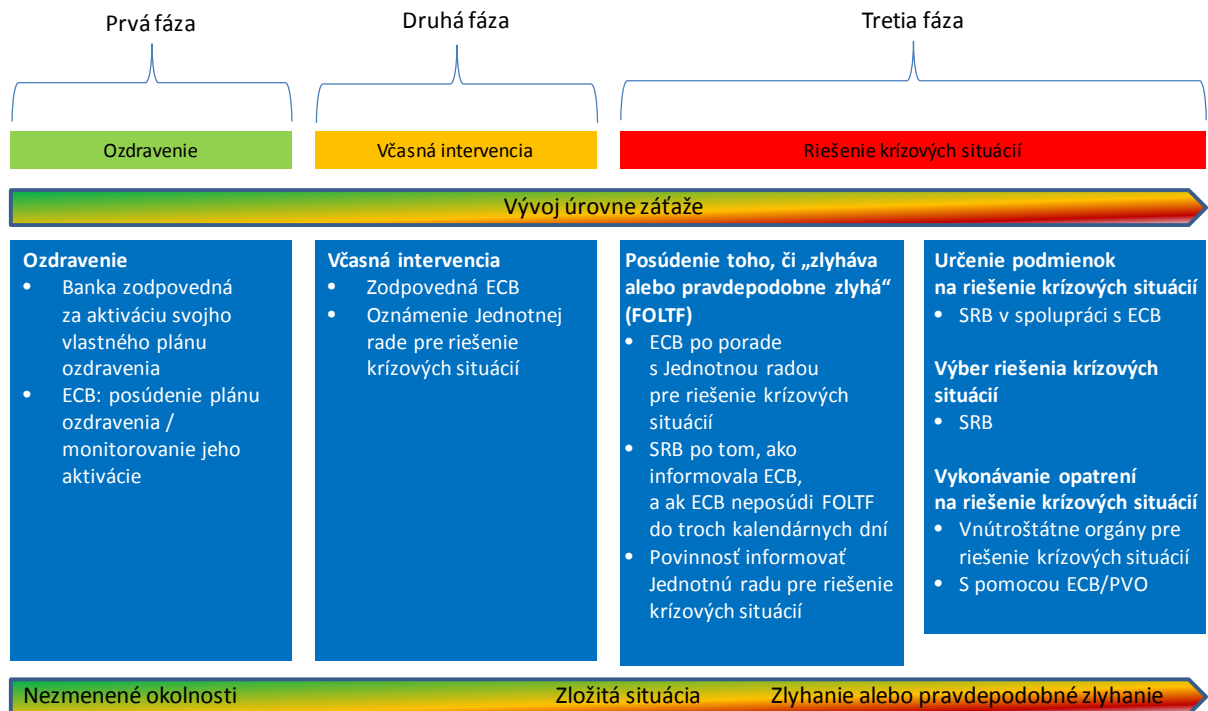 Prvá fáza
Druhá fáza
Tretia fáza
Ozdravenie
Včasná intervencia
Riešenie krízových situácií
Vývoj úrovne záťaže
Ozdravenie
• Banka zodpovedná
za aktiváciu svojho
vlastného plánu
ozdravenia
• ECB: posúdenie plánu
ozdravenia /
monitorovanie jeho
aktivácie
Včasná intervencia
• Zodpovedná ECB
• Oznámenie Jednotnej
rade pre riešenie
krízových situácií
Posúdenie toho, či „zlyháva
alebo pravdepodobne zlyhá“
(FOLTF)
• ECB po porade
s Jednotnou radou
pre riešenie krízových
situácií
• SRB po tom, ako
informovala ECB,
a ak ECB neposúdi FOLTF
do troch kalendárnych dní
• Povinnosť informovať
Jednotnú radu pre riešenie
krízových situácií
Určenie podmienok
na riešenie krízových situácií
• SRB v spolupráci s ECB
Výber riešenia krízových
situácií
• SRB
Vykonávanie opatrení
na riešenie krízových situácií
• Vnútroštátne orgány pre
riešenie krízových situácií
• S pomocou ECB/PVO
Nezmenené okolnosti
Zložitá situácia
Zlyhanie alebo pravdepodobné zlyhanie